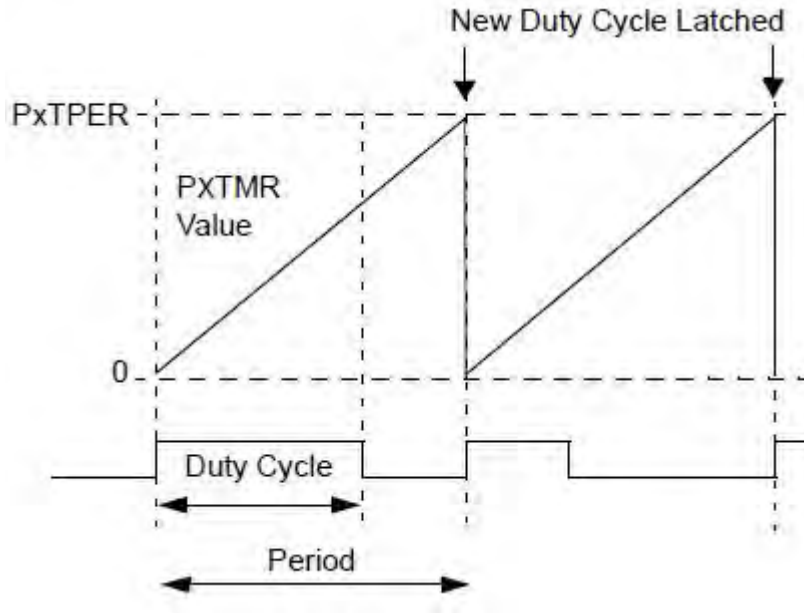 New Duty Cycle Latched
PxTPER
PXTMR
Value
0
Duty Cycle
Period